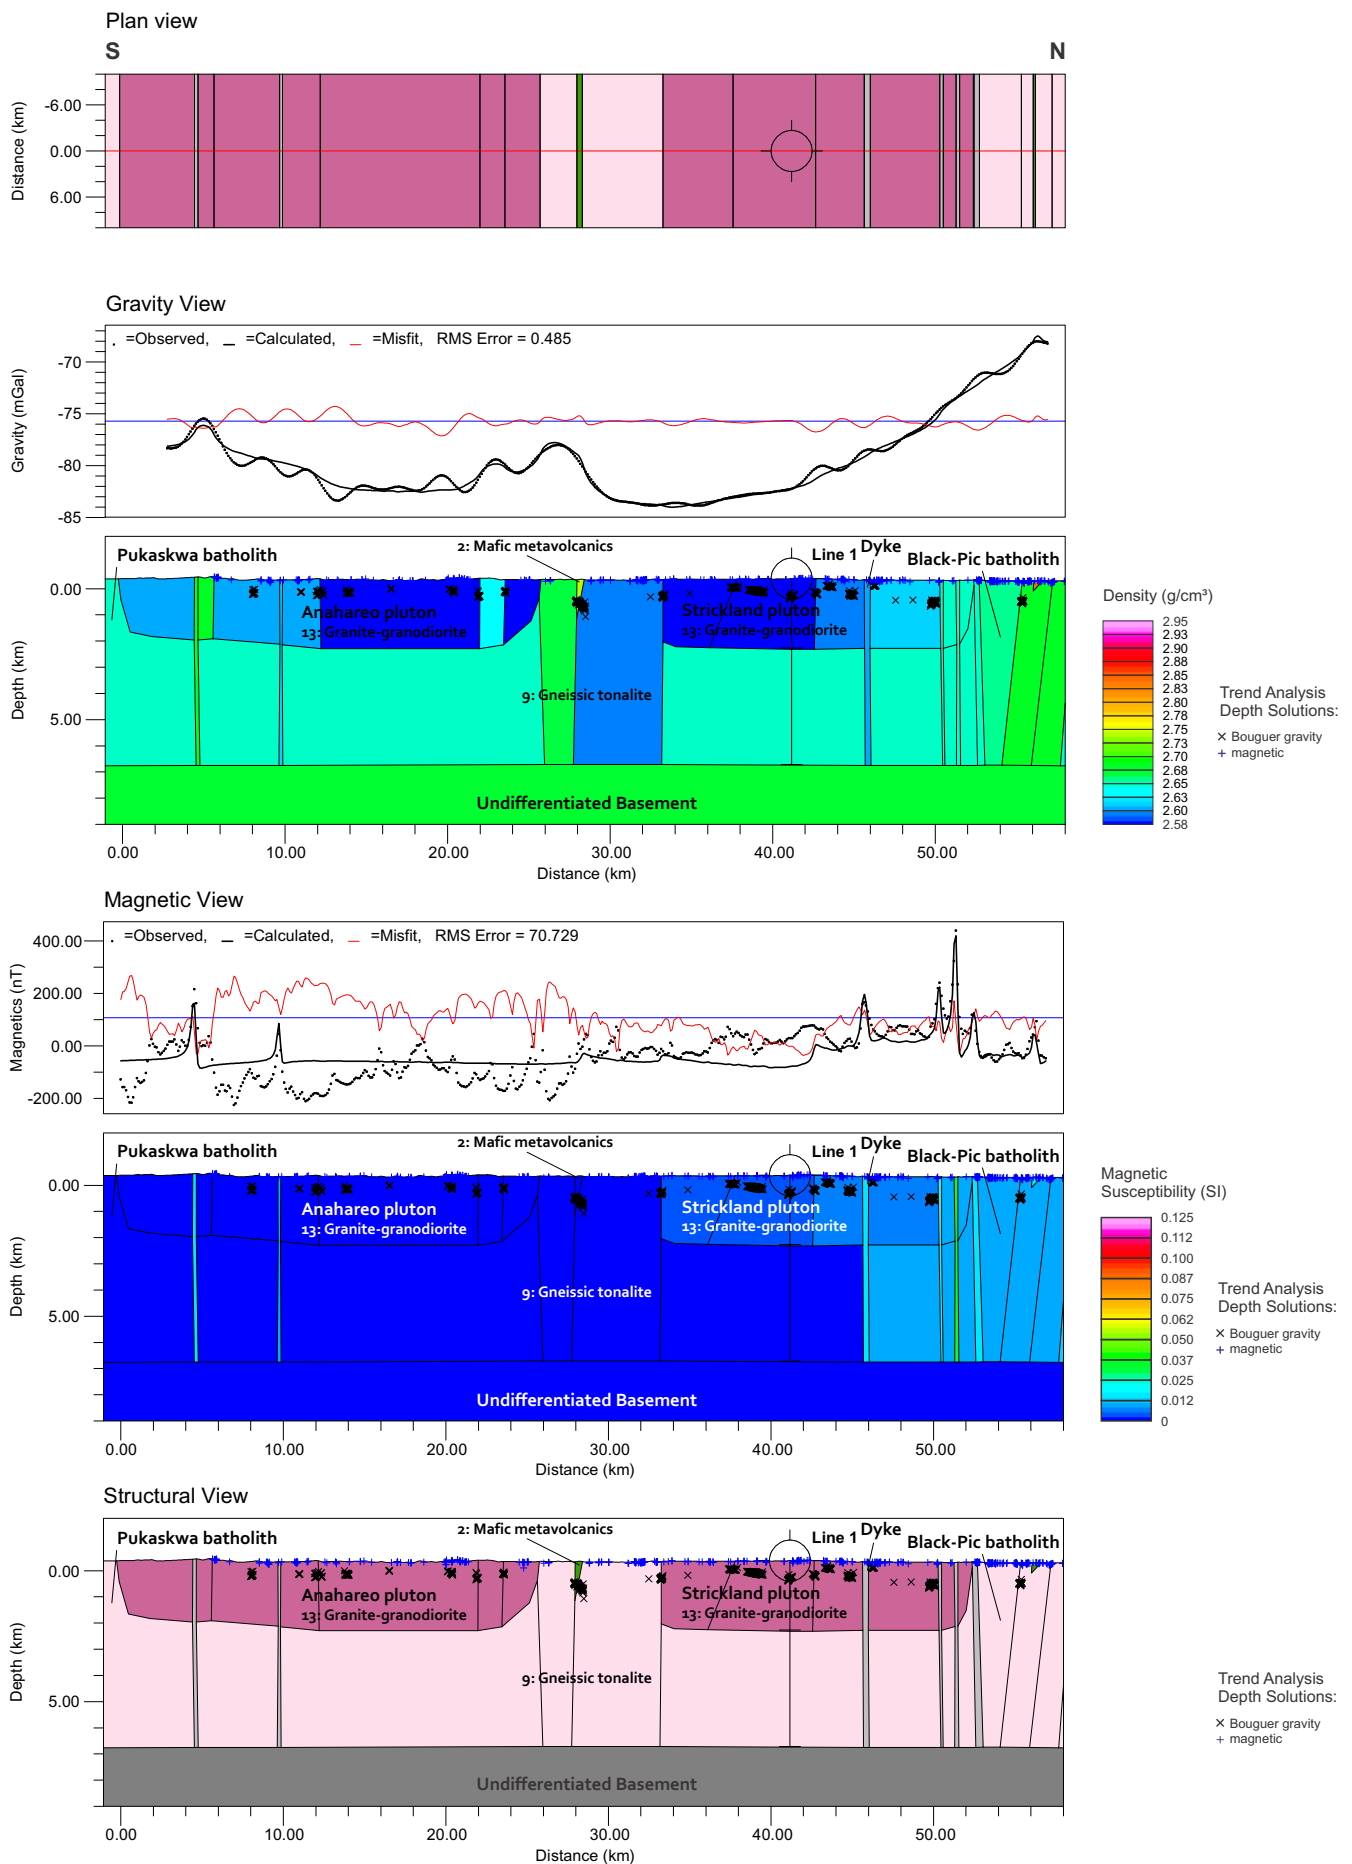 Plan view
S N
Distance (km)
-6.00
0.00
6.00
Gravity View
. =Observed, — =Calculated, — =Misfit, RMS Error = 0.485
Gravity (mGal)
-70
-75
-80
-85
Pukaskwa batholith
2: Mafic metavolcanics
Line 1
Dyke
Black-Pic batholith
Anahareo pluton
13: Granite-granodiorite
Strickland pluton
13: Granite-granodiorite
9: Gneissic tonalite
Undifferentiated Basement
Depth (km)
0.00
5.00
0.00 10.00 20.00 30.00 40.00 50.00
Distance (km)
Density (g/cm³)
2.95
2.93
2.90
2.88
2.85
2.83
2.80
2.78
2.75
2.73
2.70
2.68
2.65
2.63
2.60
2.58
Trend Analysis
Depth Solutions:
× Bouguer gravity
+ magnetic
Magnetic View
. =Observed, — =Calculated, — =Misfit, RMS Error = 70.729
Magnetics (nT)
400.00
200.00
0.00
-200.00
Pukaskwa batholith
2: Mafic metavolcanics
Line 1
Dyke
Black-Pic batholith
Anahareo pluton
13: Granite-granodiorite
Strickland pluton
13: Granite-granodiorite
9: Gneissic tonalite
Undifferentiated Basement
Depth (km)
0.00
5.00
0.00 10.00 20.00 30.00 40.00 50.00
Distance (km)
Magnetic
Susceptibility (SI)
0.125
0.112
0.100
0.087
0.075
0.062
0.050
0.037
0.025
0.012
0
Trend Analysis
Depth Solutions:
× Bouguer gravity
+ magnetic
Structural View
Pukaskwa batholith
2: Mafic metavolcanics
Line 1
Dyke
Black-Pic batholith
Anahareo pluton
13: Granite-granodiorite
Strickland pluton
13: Granite-granodiorite
9: Gneissic tonalite
Undifferentiated Basement
Depth (km)
0.00
5.00
0.00 10.00 20.00 30.00 40.00 50.00
Distance (km)
Trend Analysis
Depth Solutions:
× Bouguer gravity
+ magnetic